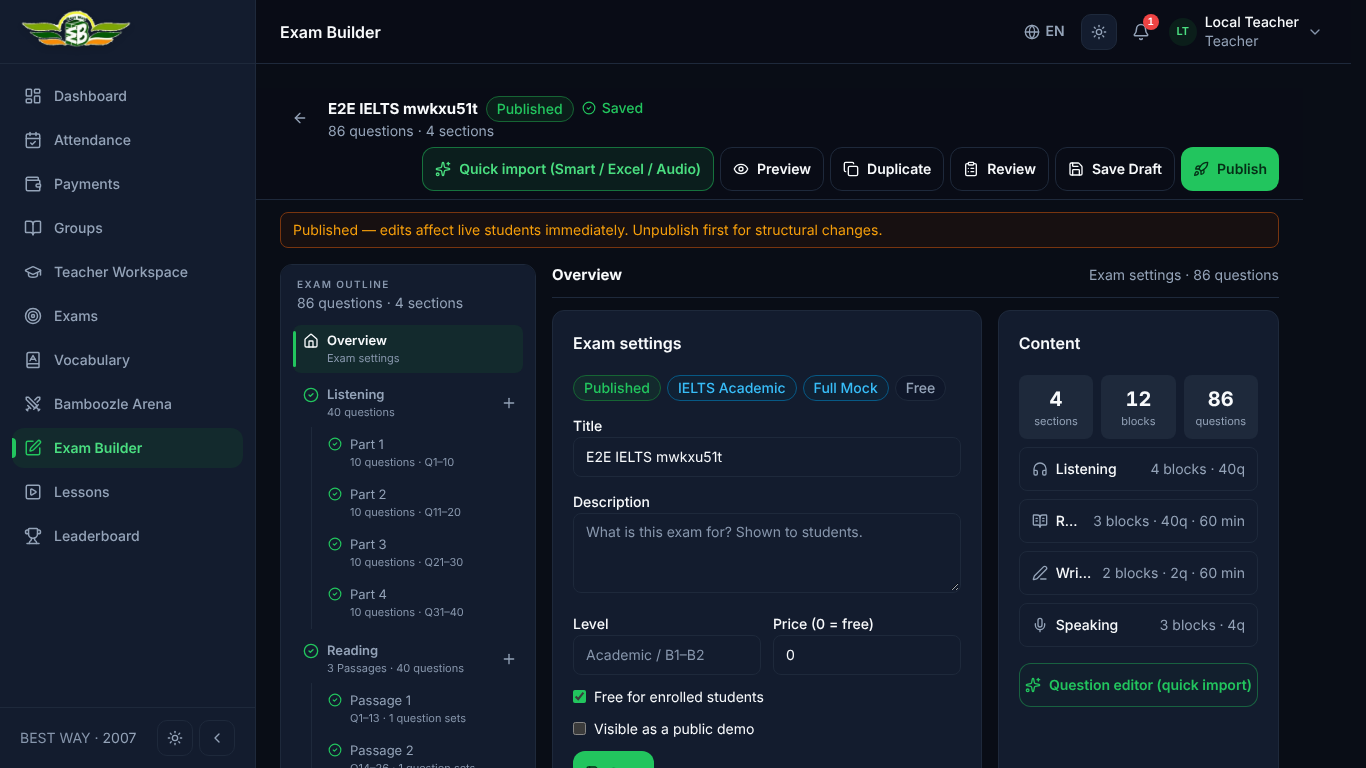 Exam Builder
EN
1
LT
Local Teacher
Teacher
Dashboard
Attendance
Payments
Groups
Teacher Workspace
Exams
Vocabulary
Bamboozle Arena
Exam Builder
Lessons
Leaderboard
BEST WAY · 2007
E2E IELTS mwkxu51t
Published
Saved
86 questions · 4 sections
Quick import (Smart / Excel / Audio)
Preview
Duplicate
Review
Save Draft
Publish
Published — edits affect live students immediately. Unpublish first for structural changes.
EXAM OUTLINE
86 questions · 4 sections
Overview
Exam settings
Listening
40 questions
Part 1
10 questions · Q1–10
Part 2
10 questions · Q11–20
Part 3
10 questions · Q21–30
Part 4
10 questions · Q31–40
Reading
3 Passages · 40 questions
Passage 1
Q1–13 · 1 question sets
Passage 2
Q14–26 · 1 question sets
Overview
Exam settings · 86 questions
Exam settings
Published
IELTS Academic
Full Mock
Free
Title
E2E IELTS mwkxu51t
Description
What is this exam for? Shown to students.
Level
Price (0 = free)
Academic / B1–B2
0
Free for enrolled students
Visible as a public demo
Content
4
sections
12
blocks
86
questions
Listening
4 blocks · 40q
R...
3 blocks · 40q · 60 min
Wri...
2 blocks · 2q · 60 min
Speaking
3 blocks · 4q
Question editor (quick import)